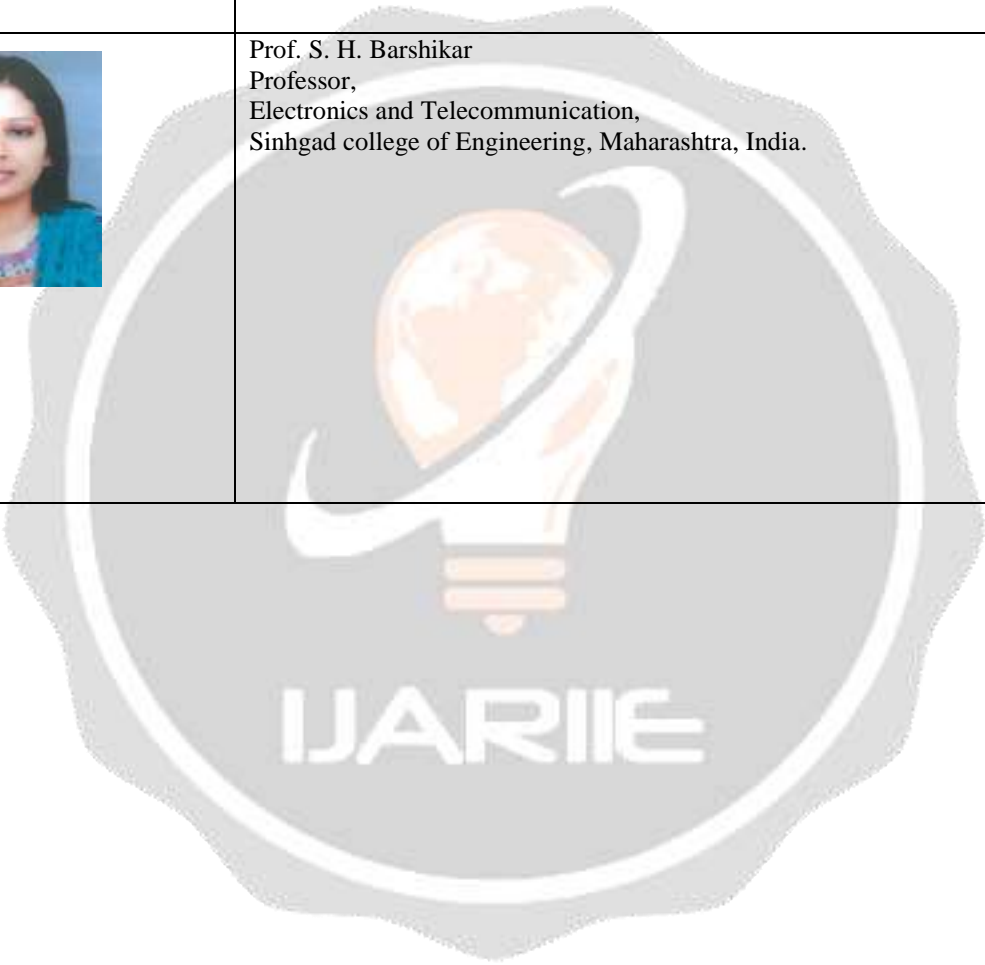 Prof. S. H. Barshikar
Professor,
Electronics and Telecommunication,
Sinhgad college of Engineering, Maharashtra, India.
IJARIIE